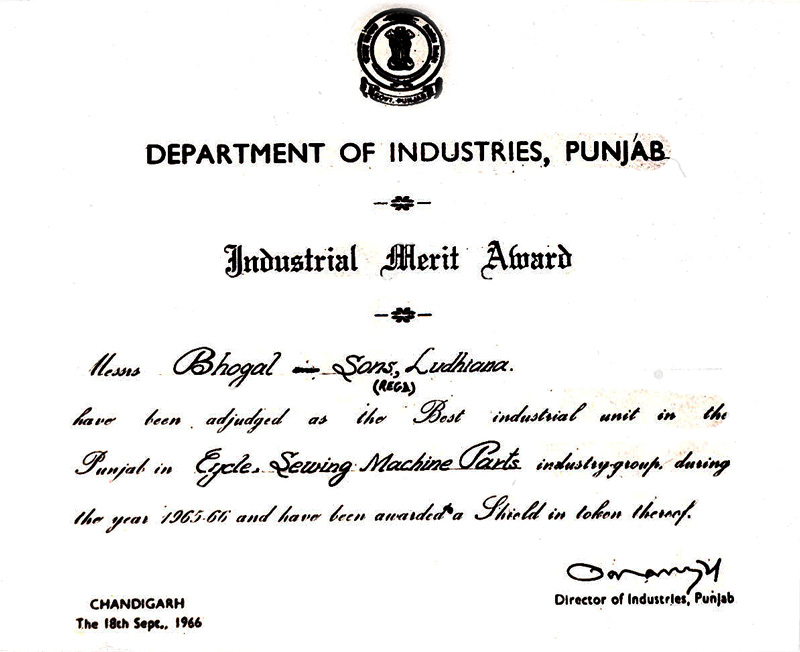 GOVT. PUNJAB
DEPARTMENT OF INDUSTRIES, PUNJAB
Industrial Merit Award
Messrs Bhogal Sons, Ludhiana.
(REGD)
have been adjudged as the Best industrial unit in the
Punjab in Cycle. Sewing Machine Parts industry-group, during
the year 1965-66 and have been awarded a Shield in token thereof.
Director of Industries, Punjab
CHANDIGARH
The 18th Sept., 1966